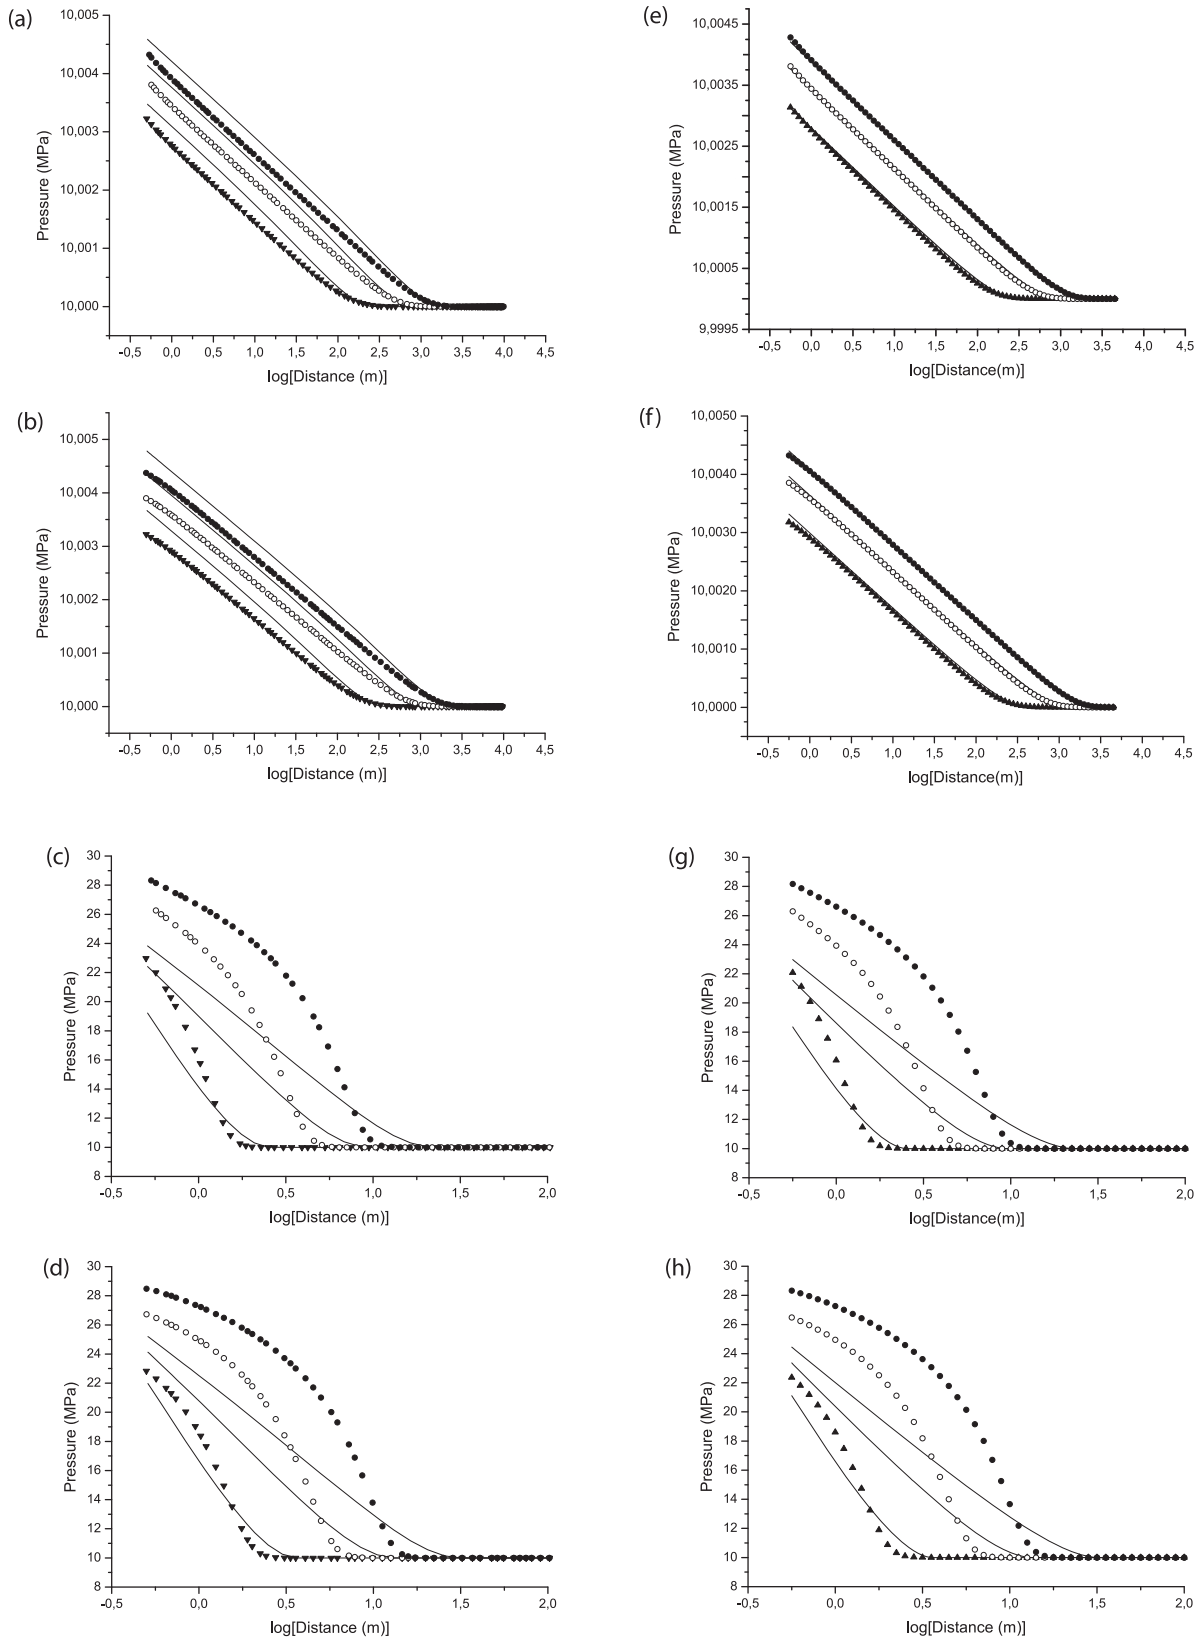 (a)
10,005
10,004
10,003
10,002
10,001
10,000
Pressure (MPa)
-0,5 0,0 0,5 1,0 1,5 2,0 2,5 3,0 3,5 4,0 4,5
log[Distance (m)]
(e)
10,0045
10,0035
10,0025
10,0015
10,0005
9,9995
Pressure (MPa)
-0,5 0,0 0,5 1,0 1,5 2,0 2,5 3,0 3,5 4,0 4,5
log[Distance(m)]
(b)
10,005
10,004
10,003
10,002
10,001
10,000
Pressure (MPa)
-0,5 0,0 0,5 1,0 1,5 2,0 2,5 3,0 3,5 4,0 4,5
log[Distance (m)]
(f)
10,0050
10,0040
10,0030
10,0020
10,0010
10,0000
Pressure (MPa)
-0,5 0,0 0,5 1,0 1,5 2,0 2,5 3,0 3,5 4,0 4,5
log[Distance(m)]
(c)
30
28
26
24
22
20
18
16
14
12
10
8
Pressure (MPa)
-0,5 0,0 0,5 1,0 1,5 2,0
log[Distance (m)]
(g)
30
28
26
24
22
20
18
16
14
12
10
8
Pressure (MPa)
-0,5 0,0 0,5 1,0 1,5 2,0
log[Distance(m)]
(d)
30
28
26
24
22
20
18
16
14
12
10
8
Pressure (MPa)
-0,5 0,0 0,5 1,0 1,5 2,0
log[Distance (m)]
(h)
30
28
26
24
22
20
18
16
14
12
10
8
Pressure (MPa)
-0,5 0,0 0,5 1,0 1,5 2,0
log[Distance (m)]